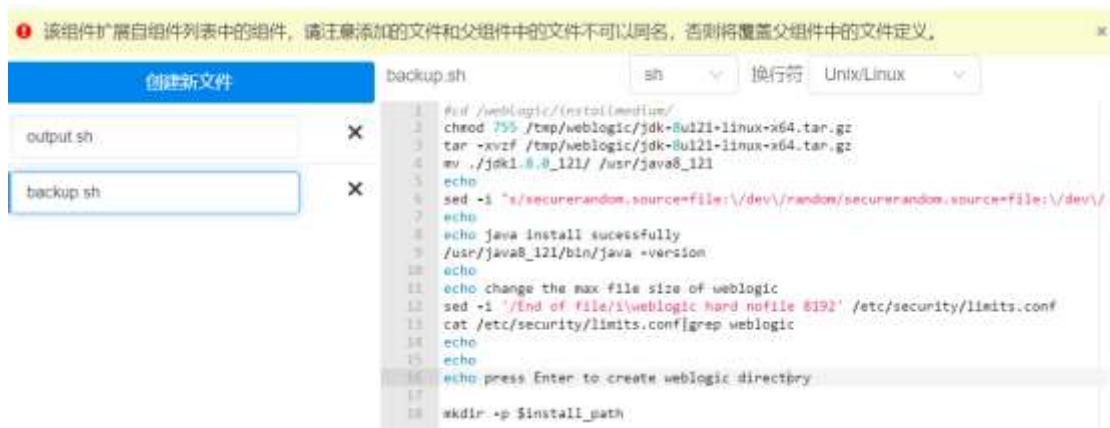 该组件扩展自组件列表中的组件，请注意添加的文件和父组件中的文件不可以同名，否则将覆盖父组件中的文件定义。
创建新文件
output.sh
backup.sh
backup.sh sh 换行符 Unix/Linux
1 #cd /weblogic/installmedium/
2 chmod 755 /tmp/weblogic/jdk-8u121-linux-x64.tar.gz
3 tar -xvzf /tmp/weblogic/jdk-8u121-linux-x64.tar.gz
4 mv ./jdk1.8.0_121/ /usr/java8_121
5 echo
6 sed -i "s/securerandom.source=file:\/dev\/random/securerandom.source=file:\/dev\/
7 echo
8 echo java install sucessfully
9 /usr/java8_121/bin/java -version
10 echo
11 echo change the max file size of weblogic
12 sed -i '/End of file/i\weblogic hard nofile 8192' /etc/security/limits.conf
13 cat /etc/security/limits.conf|grep weblogic
14 echo
15 echo
16 echo press Enter to create weblogic directory
17
18 mkdir -p $install_path